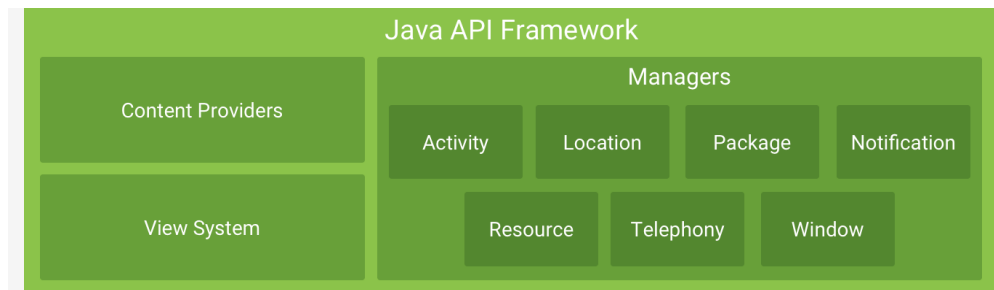 Java API Framework
Content Providers
View System
Managers
Activity
Location
Package
Notification
Resource
Telephony
Window